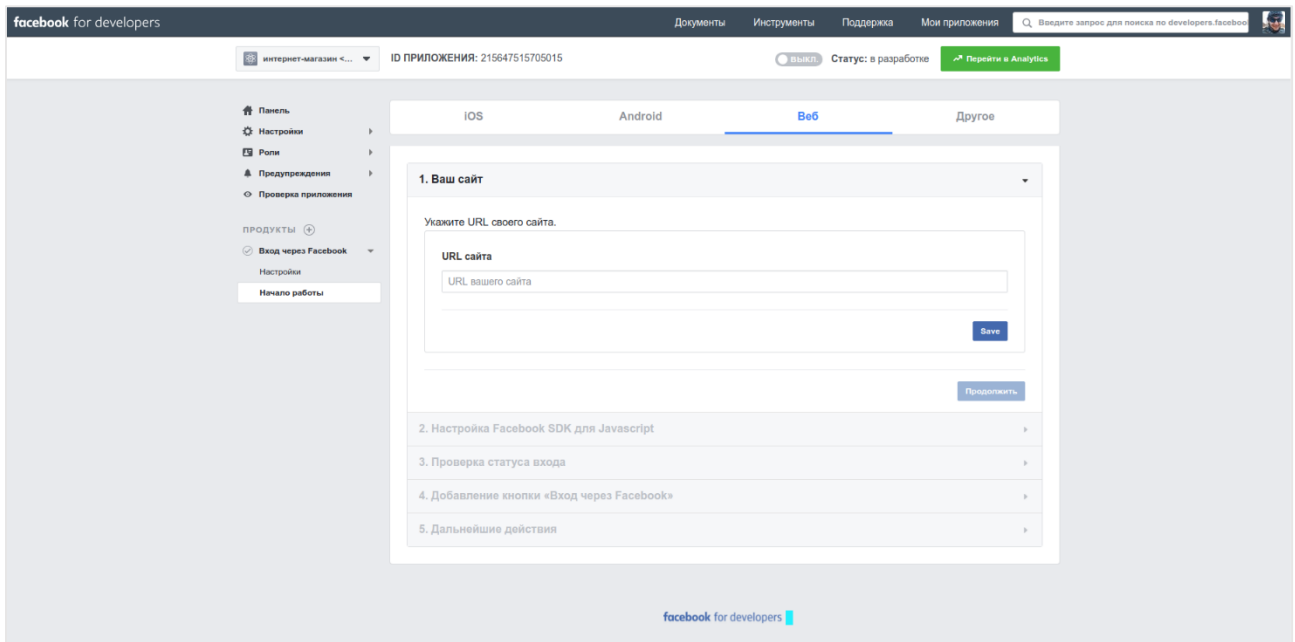 facebook for developers
Документы Инструменты Поддержка Мои приложения Введите запрос для поиска по developers.faceboo
интернет-магазин <... ID ПРИЛОЖЕНИЯ: 215647515705015 ВЫКЛ. Статус: в разработке Перейти в Analytics
Панель
Настройки
Роли
Предупреждения
Проверка приложения
ПРОДУКТЫ
Вход через Facebook
Настройки
Начало работы
iOS Android Веб Другое
1. Ваш сайт
Укажите URL своего сайта.
URL сайта
URL вашего сайта
Save
Продолжить
2. Настройка Facebook SDK для Javascript
3. Проверка статуса входа
4. Добавление кнопки «Вход через Facebook»
5. Дальнейшие действия
facebook for developers